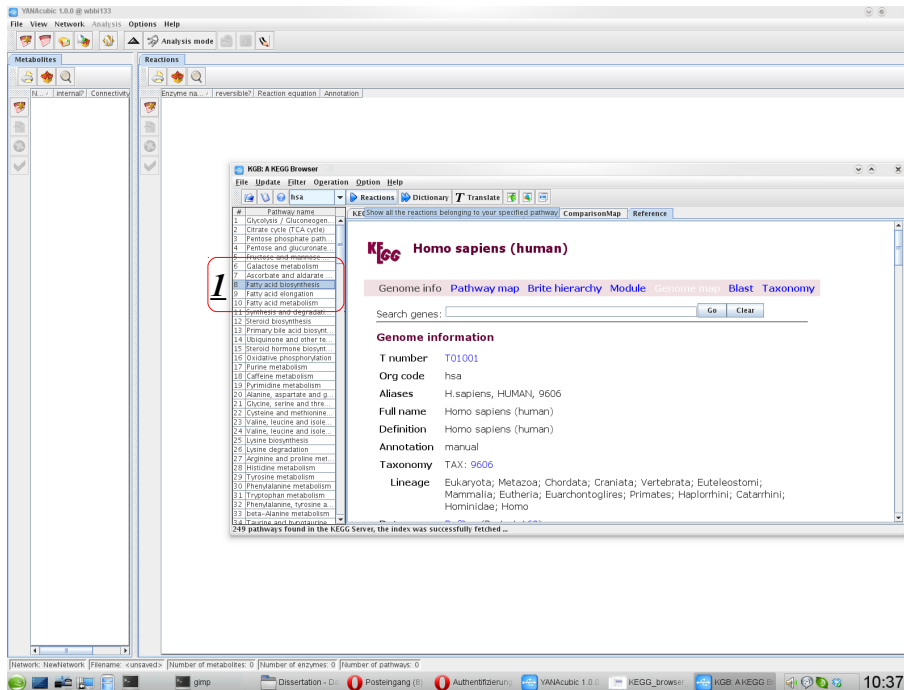 YANAcubic 1.0.0 @ wbbi133
File View Network Analysis Options Help
Analysis mode
Metabolites
Reactions
N... internal? Connectivity
Enzyme na... reversible? Reaction equation Annotation
KGB: A KEGG Browser
File Update Filter Operation Option Help
hsa Reactions Dictionary Translate
# Pathway name
KEG Show all the reactions belonging to your specified pathway ComparisonMap Reference
1 Glycolysis / Gluconeogen...
2 Citrate cycle (TCA cycle)
3 Pentose phosphate path...
4 Pentose and glucuronate...
5 Fructose and mannose ...
6 Galactose metabolism
7 Ascorbate and aldarate ...
8 Fatty acid biosynthesis
9 Fatty acid elongation
10 Fatty acid metabolism
11 Synthesis and degradati...
12 Steroid biosynthesis
13 Primary bile acid biosynt...
14 Ubiquinone and other te...
15 Steroid hormone biosynt...
16 Oxidative phosphorylation
17 Purine metabolism
18 Caffeine metabolism
19 Pyrimidine metabolism
20 Alanine, aspartate and g...
21 Glycine, serine and thre...
22 Cysteine and methionine...
23 Valine, leucine and isole...
24 Valine, leucine and isole...
25 Lysine biosynthesis
26 Lysine degradation
27 Arginine and proline met...
28 Histidine metabolism
29 Tyrosine metabolism
30 Phenylalanine metabolism
31 Tryptophan metabolism
32 Phenylalanine, tyrosine a...
33 beta-Alanine metabolism
34 Taurine and hypotaurine...
1
KEGG Homo sapiens (human)
Genome info Pathway map Brite hierarchy Module Genome map Blast Taxonomy
Search genes: Go Clear
Genome information
T number T01001
Org code hsa
Aliases H.sapiens, HUMAN, 9606
Full name Homo sapiens (human)
Definition Homo sapiens (human)
Annotation manual
Taxonomy TAX: 9606
Lineage Eukaryota; Metazoa; Chordata; Craniata; Vertebrata; Euteleostomi;
Mammalia; Eutheria; Euarchontoglires; Primates; Haplorrhini; Catarrhini;
Hominidae; Homo
249 pathways found in the KEGG Server, the index was successfully fetched ...
Network: NewNetwork Filename: <unsaved> Number of metabolites: 0 Number of enzymes: 0 Number of pathways: 0
gimp Dissertation - Do Posteingang (8) Authentifizierung YANAcubic 1.0.0 KEGG_browser KGB: A KEGG B 10:37